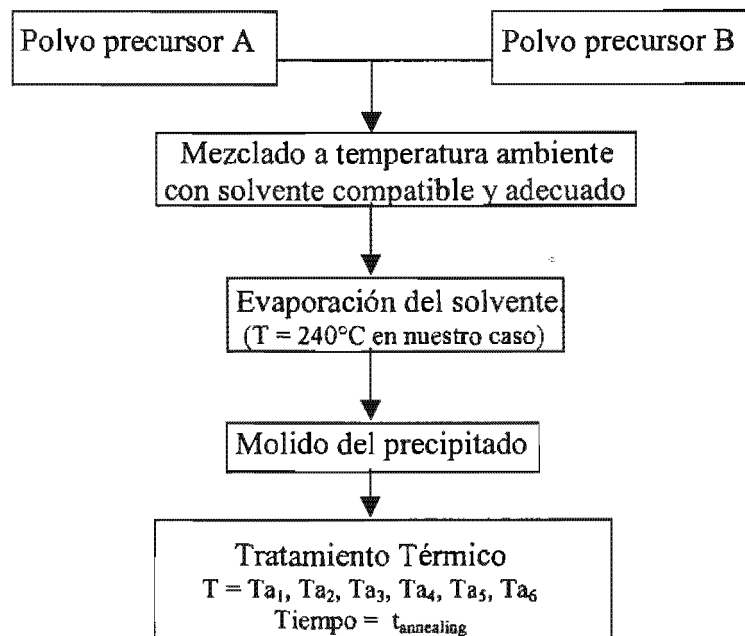 Polvo precursor A
Polvo precursor B
Mezclado a temperatura ambiente
con solvente compatible y adecuado
Evaporación del solvente.
(T = 240°C en nuestro caso)
Molido del precipitado
Tratamiento Térmico
T = Ta₁, Ta₂, Ta₃, Ta₄, Ta₅, Ta₆
Tiempo = t_annealing